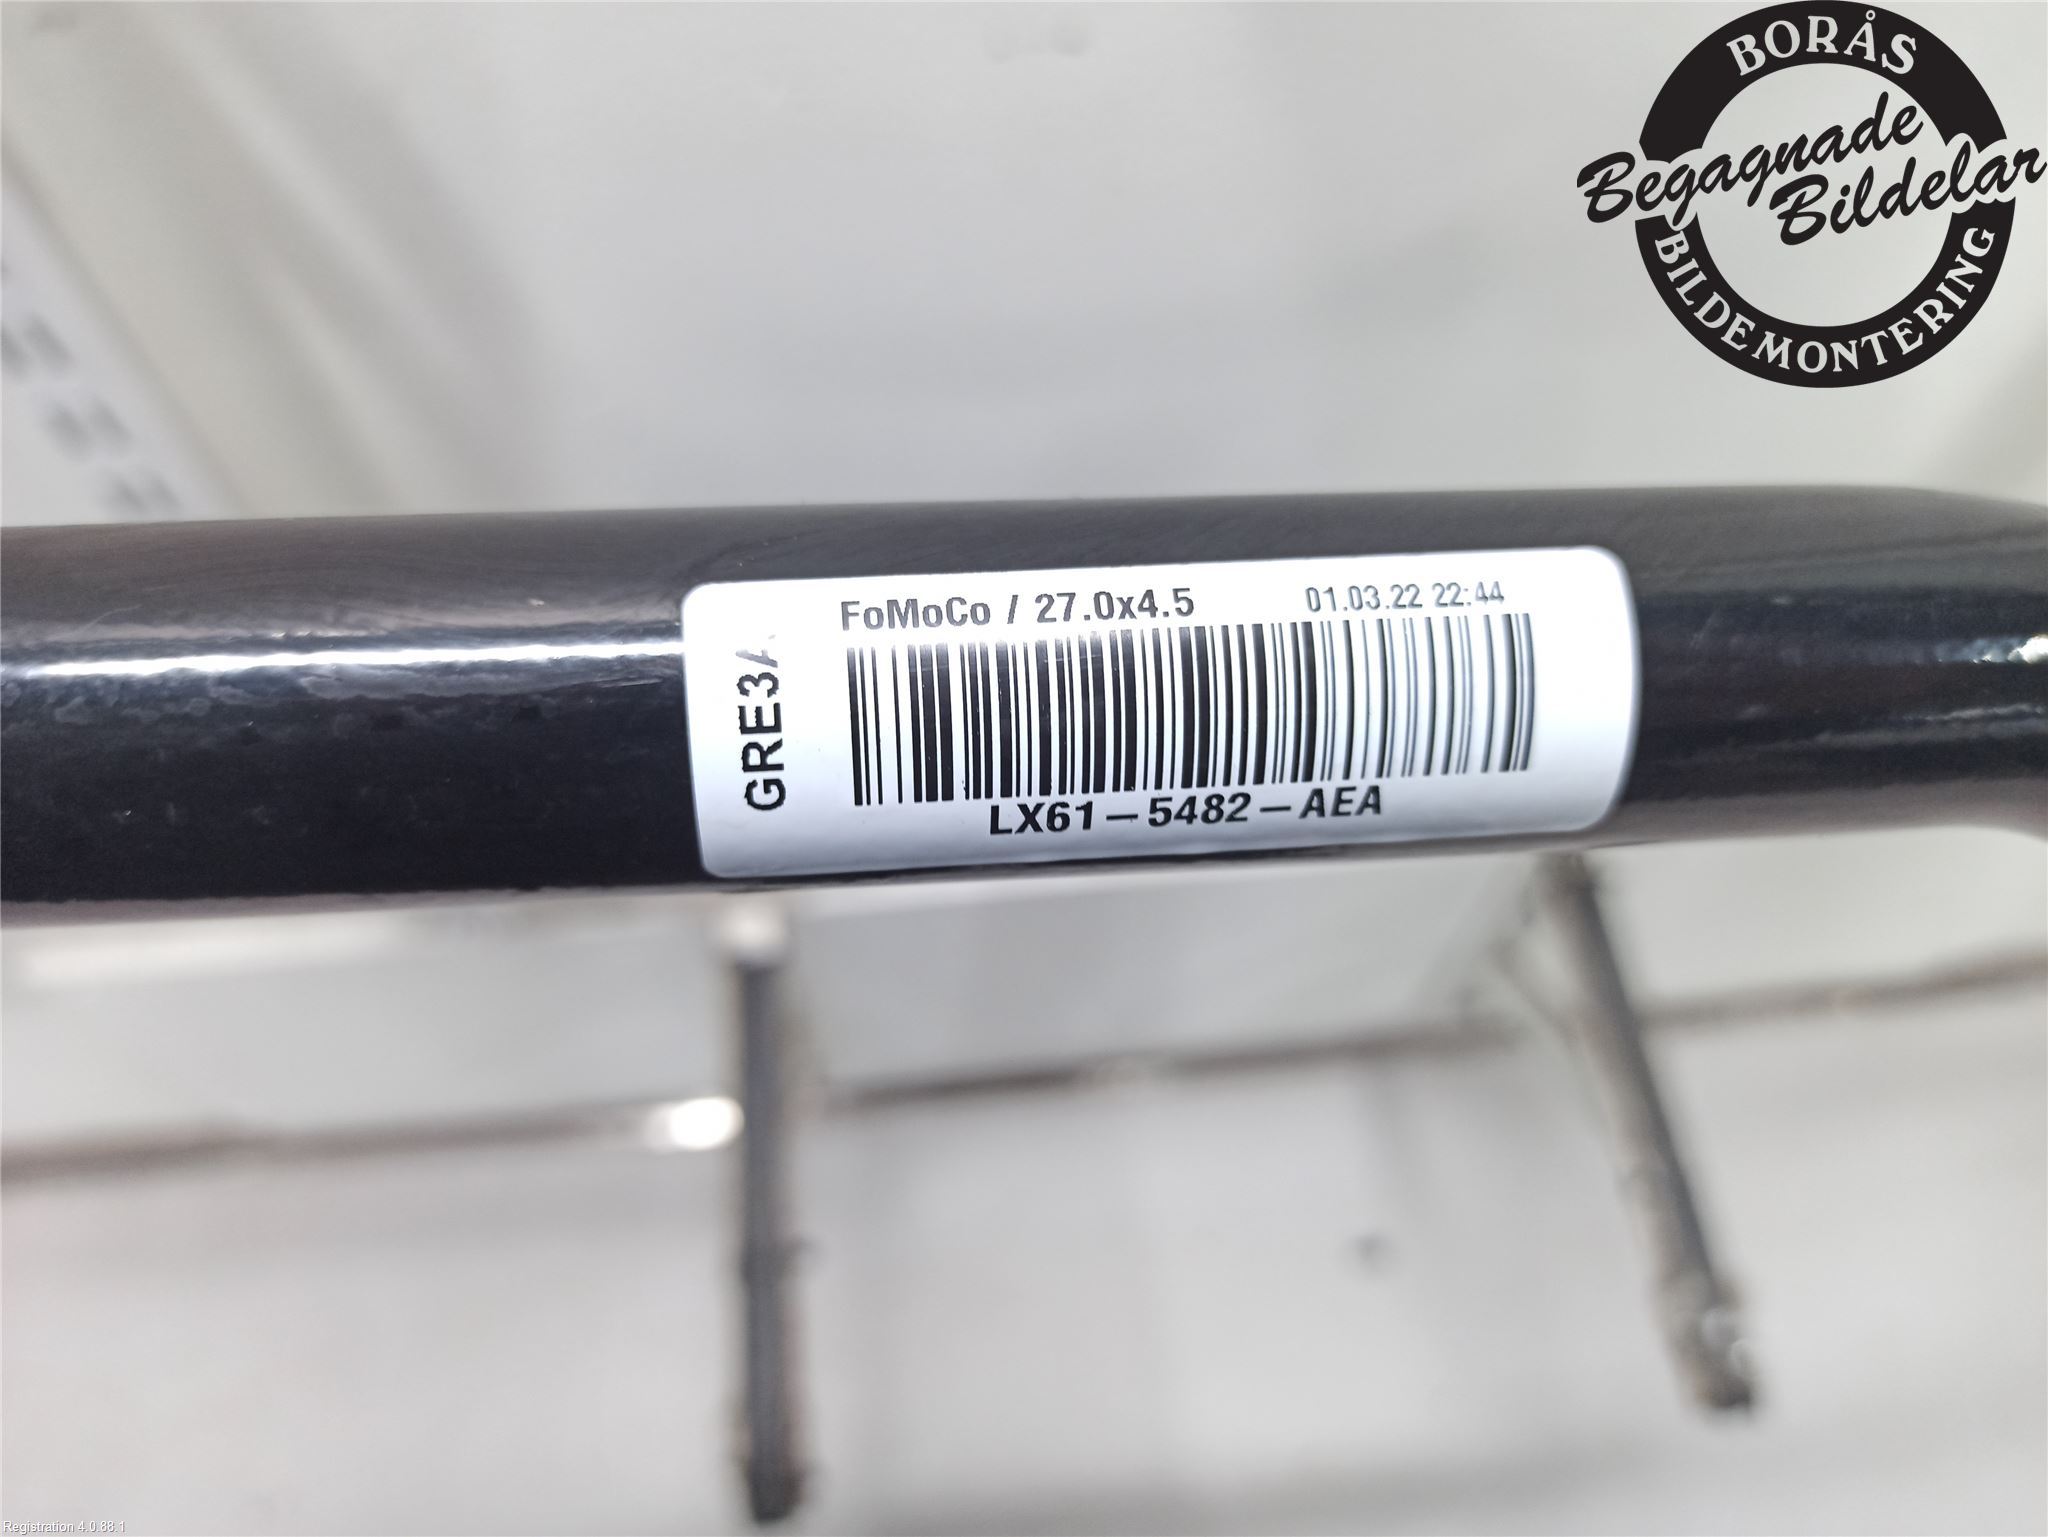 BORÅS
Begagnade
Bildelar
BILDEMONTERING
FoMoCo / 27.0x4.5
01.03.22 22:44
GRE3A
LX61-5482-AEA
Registration 4.0.88.1